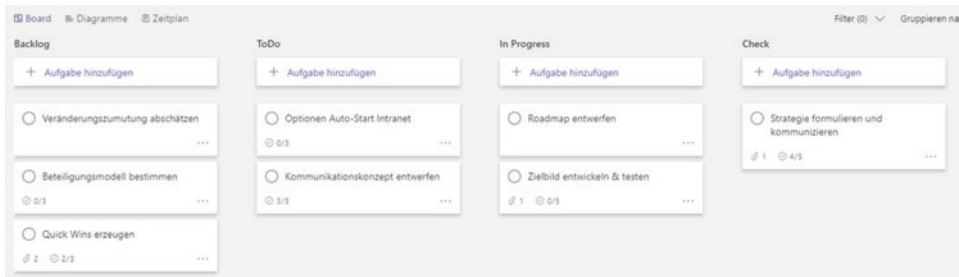 Board Diagramme Zeitplan Filter (0) Gruppieren na
Backlog
+ Aufgabe hinzufügen
Veränderungszumutung abschätzen
Beteiligungsmodell bestimmen
0/3
Quick Wins erzeugen
2 2/3
ToDo
+ Aufgabe hinzufügen
Optionen Auto-Start Intranet
0/3
Kommunikationskonzept entwerfen
3/3
In Progress
+ Aufgabe hinzufügen
Roadmap entwerfen
Zielbild entwickeln & testen
1 0/3
Check
+ Aufgabe hinzufügen
Strategie formulieren und
kommunizieren
1 4/5